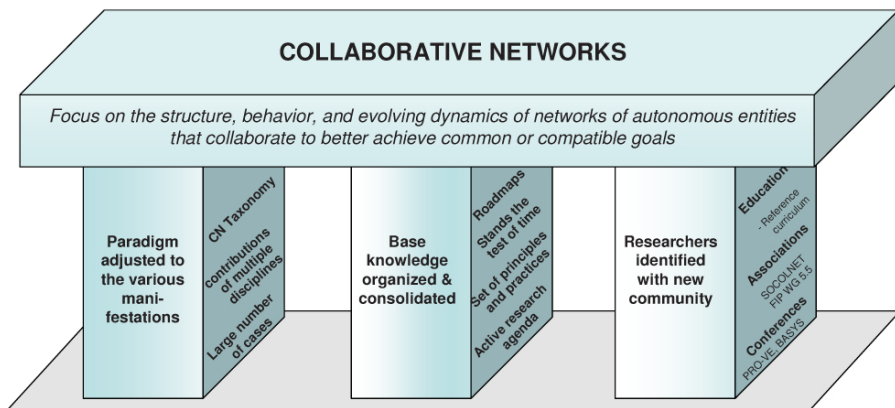 COLLABORATIVE NETWORKS
Focus on the structure, behavior, and evolving dynamics of networks of autonomous entities
that collaborate to better achieve common or compatible goals
Paradigm
adjusted to
the various
mani-
festations
CN Taxonomy
contributions
of multiple
disciplines
Large number
of cases
Base
knowledge
organized &
consolidated
Roadmaps
Stands the
test of time
Set of principles
and practices
Active research
agenda
Researchers
identified
with new
community
Education
- Reference
curriculum
Associations
SOCOLNET
FIP WG 5.5
Conferences
PRO-VE, BASYS